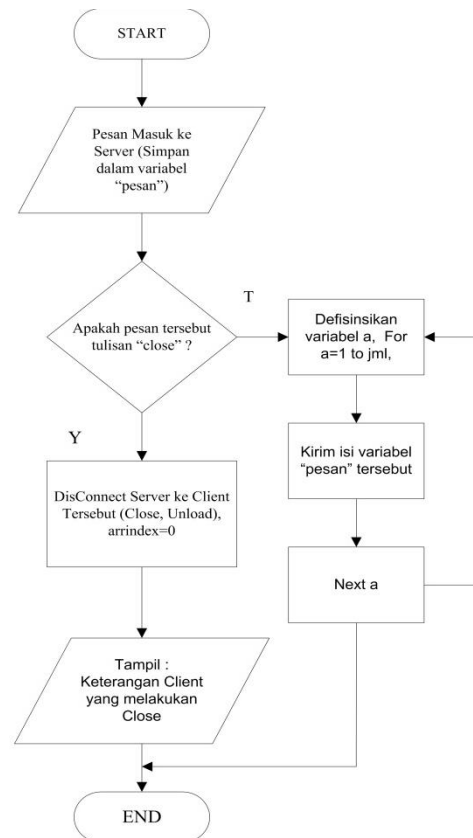 START
Pesan Masuk ke
Server (Simpan
dalam variabel
“pesan”)
Apakah pesan tersebut
tulisan “close” ?
T
Defisinsikan
variabel a, For
a=1 to jml,
Kirim isi variabel
“pesan” tersebut
Next a
Y
DisConnect Server ke Client
Tersebut (Close, Unload),
arrindex=0
Tampil :
Keterangan Client
yang melakukan
Close
END